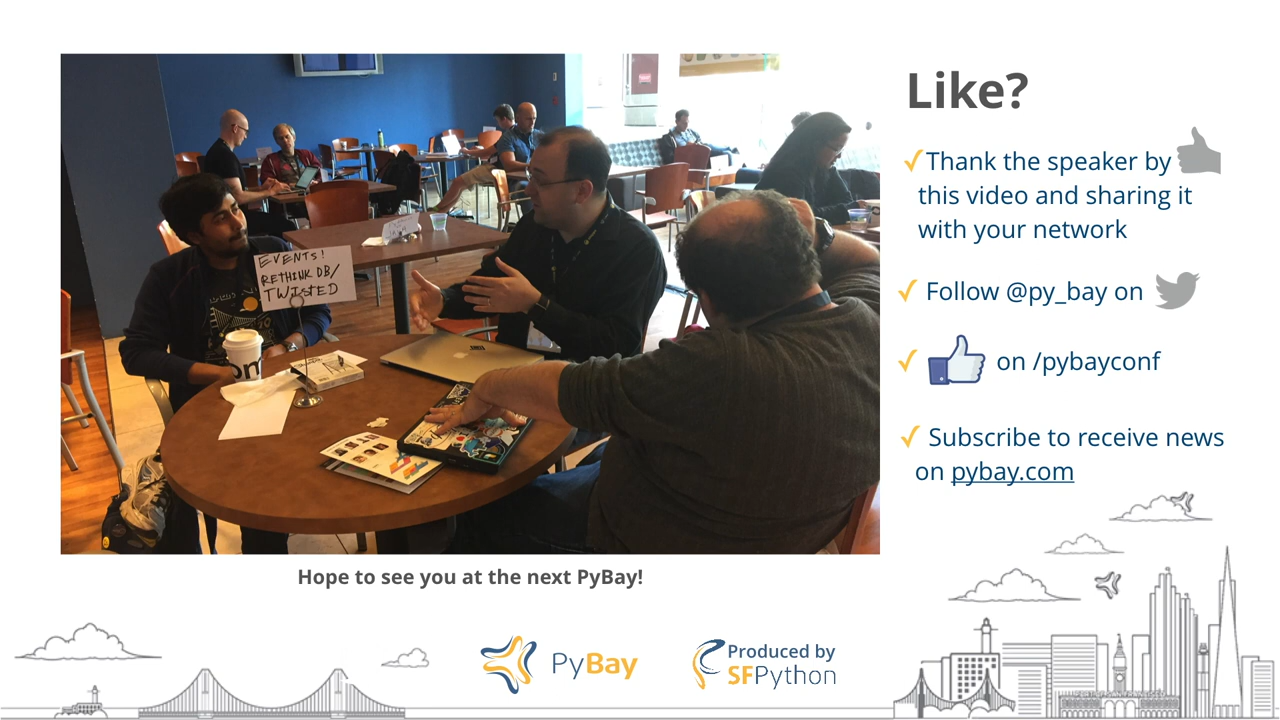 Like?
✓Thank the speaker by
this video and sharing it
with your network
✓ Follow @py_bay on
✓ on /pybayconf
✓ Subscribe to receive news
on pybay.com
EVENTS!
RETHINK DB/
TWISTED
Hope to see you at the next PyBay!
PyBay
Produced by
SFPython